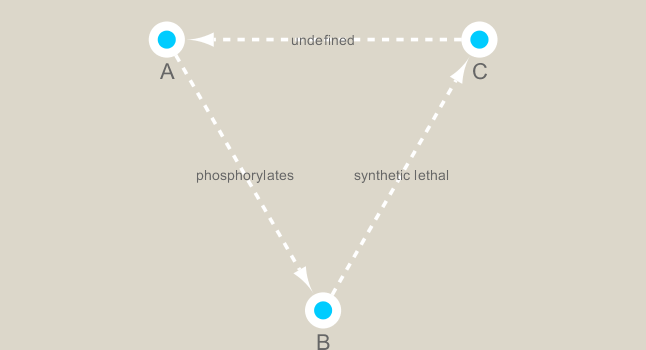 undefined
A
C
phosphorylates
synthetic lethal
B